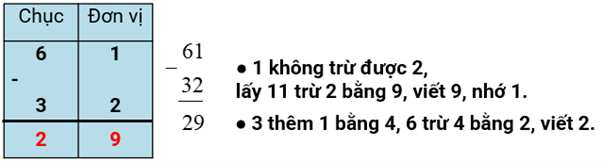 Chục Đơn vị
6 1
-
3 2
2 9
61
−
32
29
● 1 không trừ được 2,
lấy 11 trừ 2 bằng 9, viết 9, nhớ 1.
● 3 thêm 1 bằng 4, 6 trừ 4 bằng 2, viết 2.